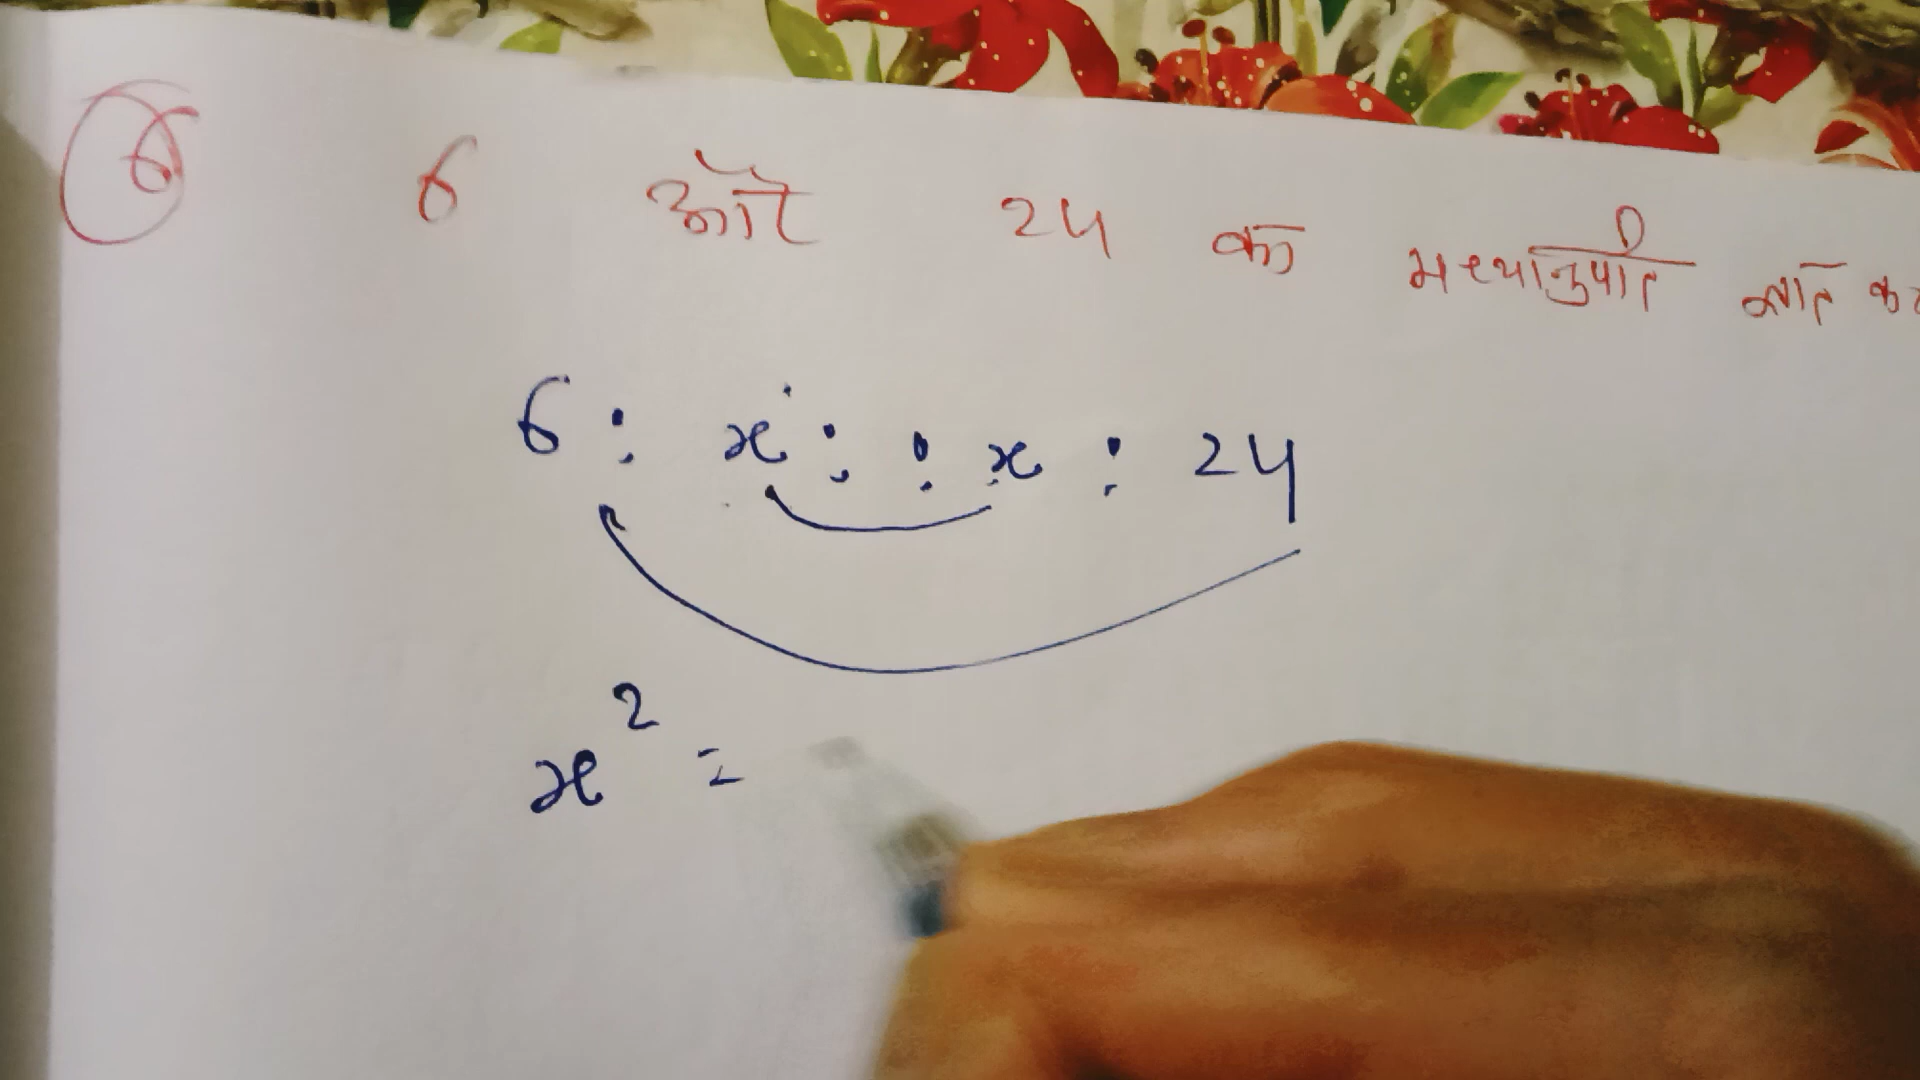 6 6 और 24 का मध्यानुपाती ज्ञात
6 : x : : x : 24
x² =